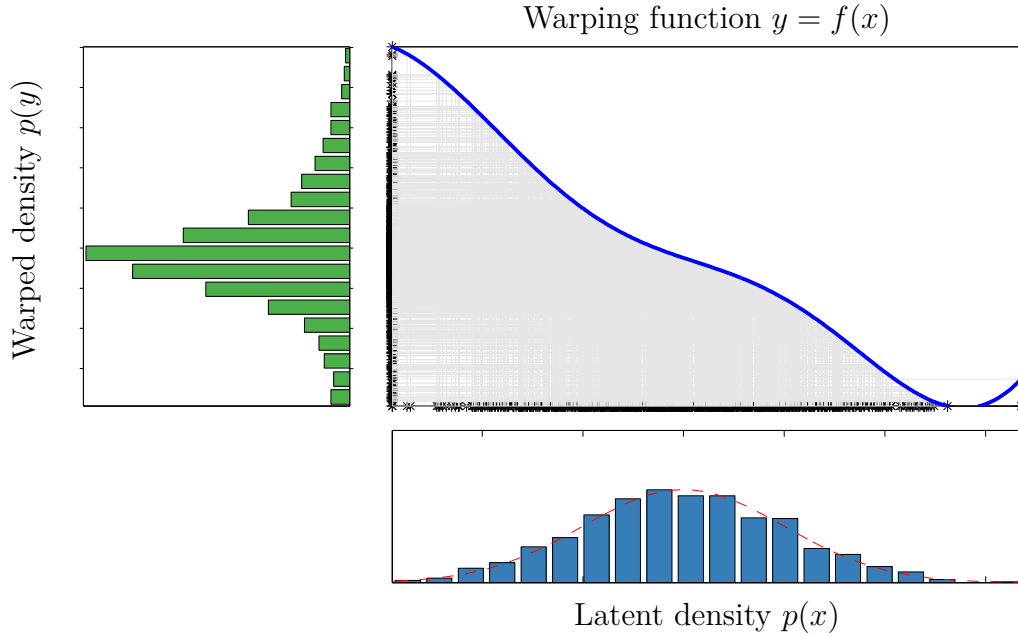 Warping function y = f(x)
Warped density p(y)
Latent density p(x)